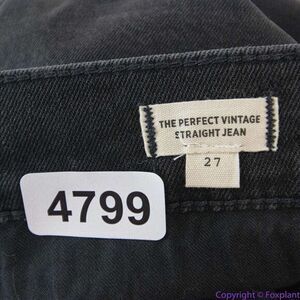 THE PERFECT VINTAGE
STRAIGHT JEAN
27
4799
Copyright © Foxplant